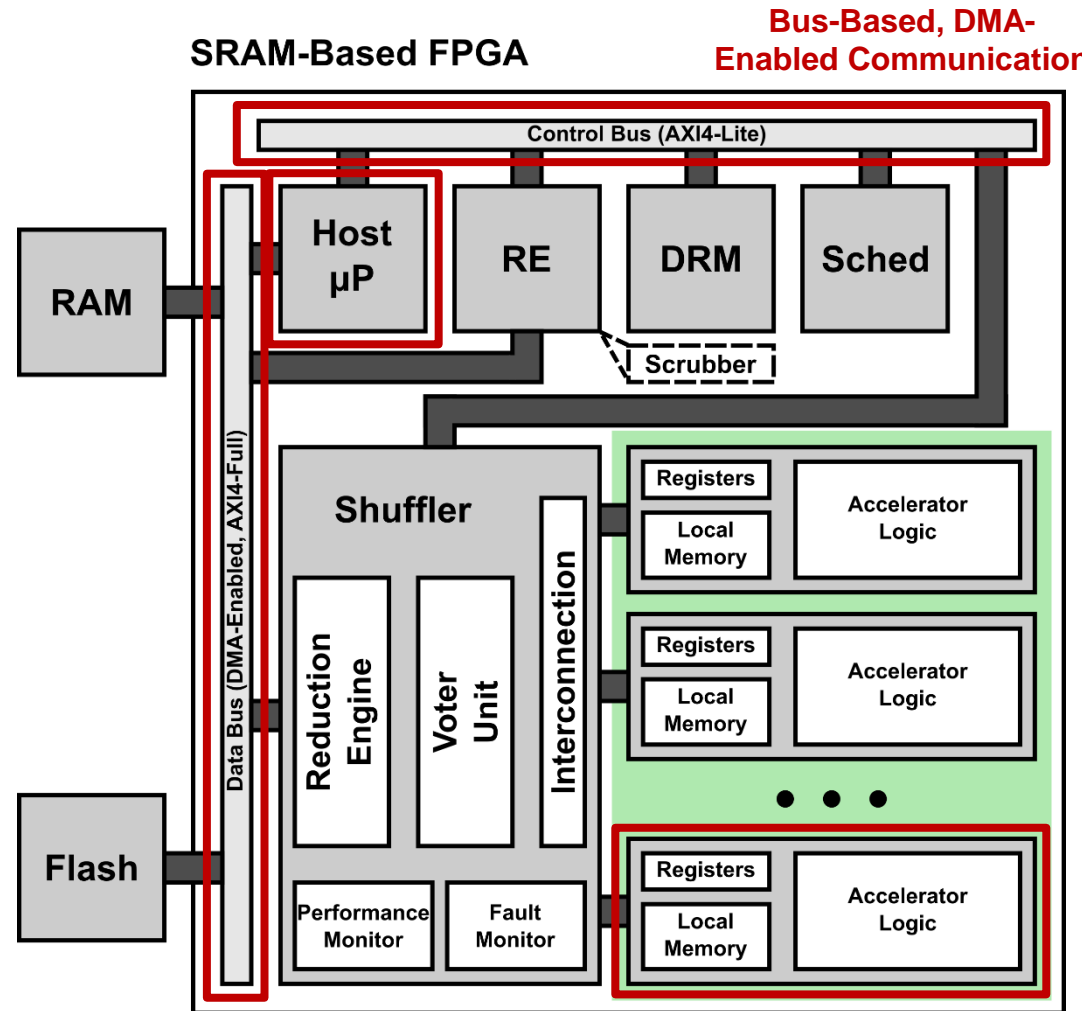 Bus-Based, DMA-
Enabled Communication
SRAM-Based FPGA
Control Bus (AXI4-Lite)
Host
µP
RE
DRM
Sched
RAM
Scrubber
Data Bus (DMA-Enabled, AXI4-Full)
Shuffler
Reduction
Engine
Voter
Unit
Interconnection
Performance
Monitor
Fault
Monitor
Registers
Local
Memory
Accelerator
Logic
Registers
Local
Memory
Accelerator
Logic
Flash
Registers
Local
Memory
Accelerator
Logic